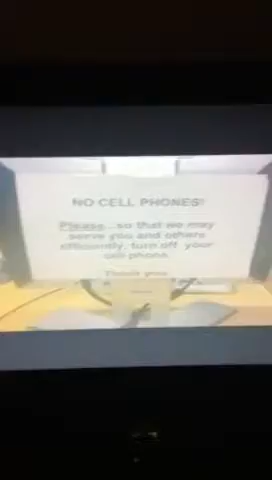 NO CELL PHONES!
Please...so that we may
serve you and others
efficiently, turn off your
cell phone.
Thank you.